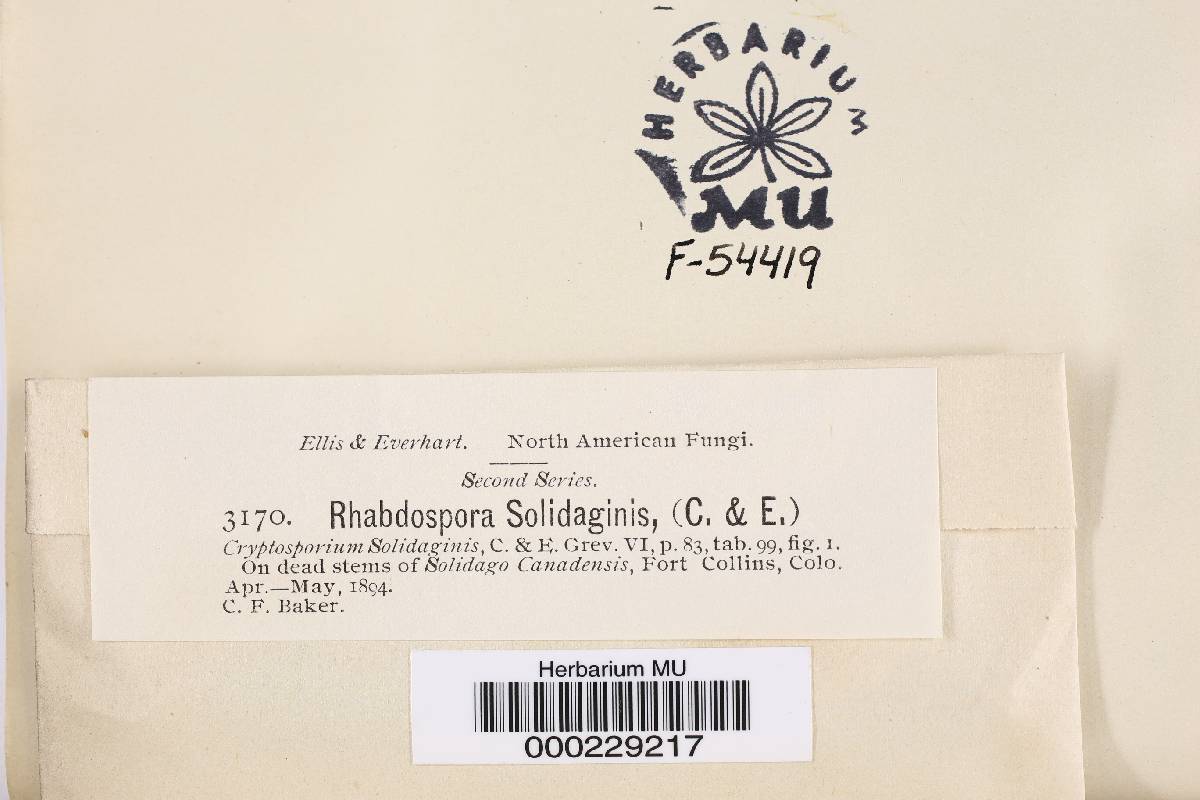 HERBARIUM
MU
F-54419
Ellis & Everhart. North American Fungi.
Second Series.
3170. Rhabdospora Solidaginis, (C. & E.)
Cryptosporium Solidaginis, C. & E. Grev. VI, p. 83, tab. 99, fig. 1.
On dead stems of Solidago Canadensis, Fort Collins, Colo.
Apr.—May, 1894.
C. F. Baker.
Herbarium MU
000229217